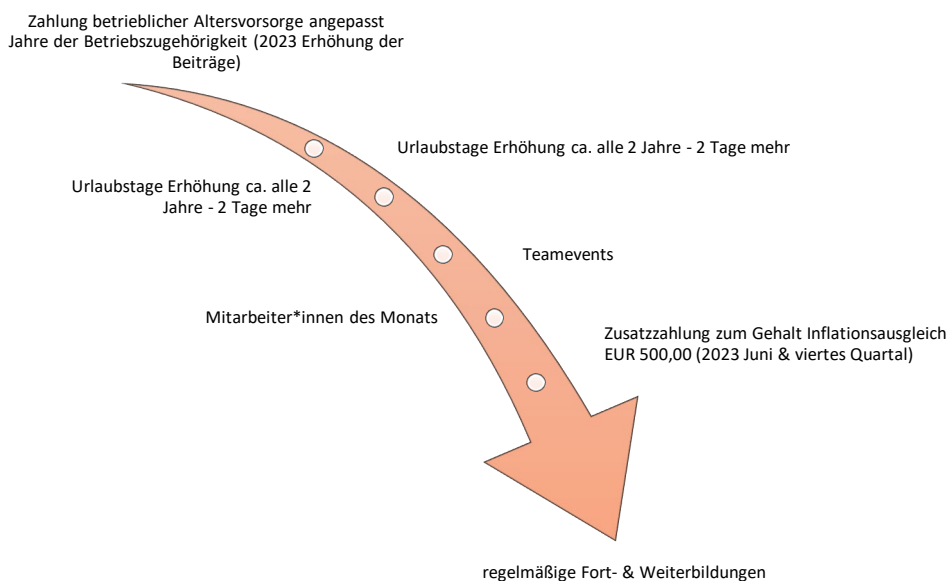 Zahlung betrieblicher Altersvorsorge angepasst
Jahre der Betriebszugehörigkeit (2023 Erhöhung der
Beiträge)
Urlaubstage Erhöhung ca. alle 2 Jahre - 2 Tage mehr
Urlaubstage Erhöhung ca. alle 2
Jahre - 2 Tage mehr
Teamevents
Mitarbeiter*innen des Monats
Zusatzzahlung zum Gehalt Inflationsausgleich
EUR 500,00 (2023 Juni & viertes Quartal)
regelmäßige Fort- & Weiterbildungen